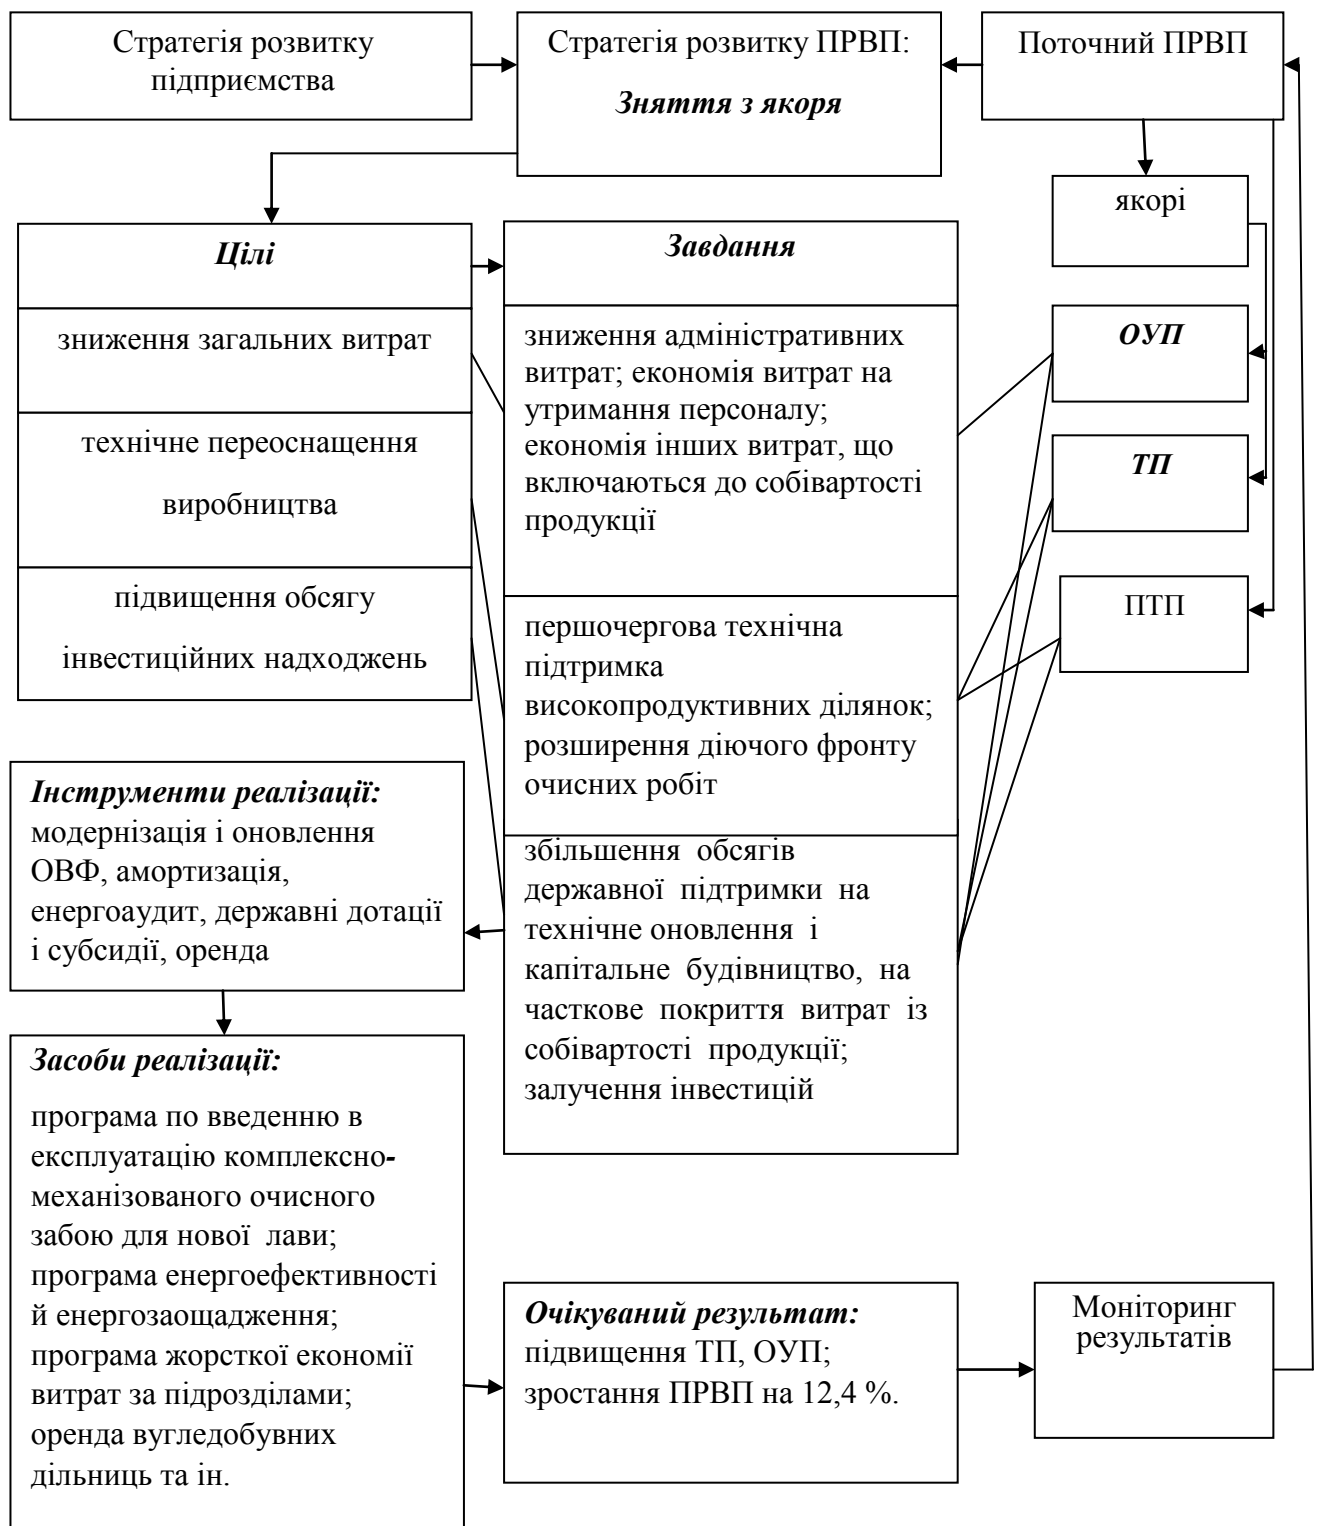 Стратегія розвитку
підприємства
Стратегія розвитку ПРВП:
Зняття з якоря
Поточний ПРВП
якорі
Цілі
зниження загальних витрат
технічне переоснащення
виробництва
підвищення обсягу
інвестиційних надходжень
Завдання
зниження адміністративних
витрат; економія витрат на
утримання персоналу;
економія інших витрат, що
включаються до собівартості
продукції
першочергова технічна
підтримка
високопродуктивних ділянок;
розширення діючого фронту
очисних робіт
збільшення обсягів
державної підтримки на
технічне оновлення і
капітальне будівництво, на
часткове покриття витрат із
собівартості продукції;
залучення інвестицій
ОУП
ТП
ПТП
Інструменти реалізації:
модернізація і оновлення
ОВФ, амортизація,
енергоаудит, державні дотації
і субсидії, оренда
Засоби реалізації:
програма по введенню в
експлуатацію комплексно-
механізованого очисного
забою для нової лави;
програма енергоефективності
й енергозаощадження;
програма жорсткої економії
витрат за підрозділами;
оренда вугледобувних
дільниць та ін.
Очікуваний результат:
підвищення ТП, ОУП;
зростання ПРВП на 12,4 %.
Моніторинг
результатів